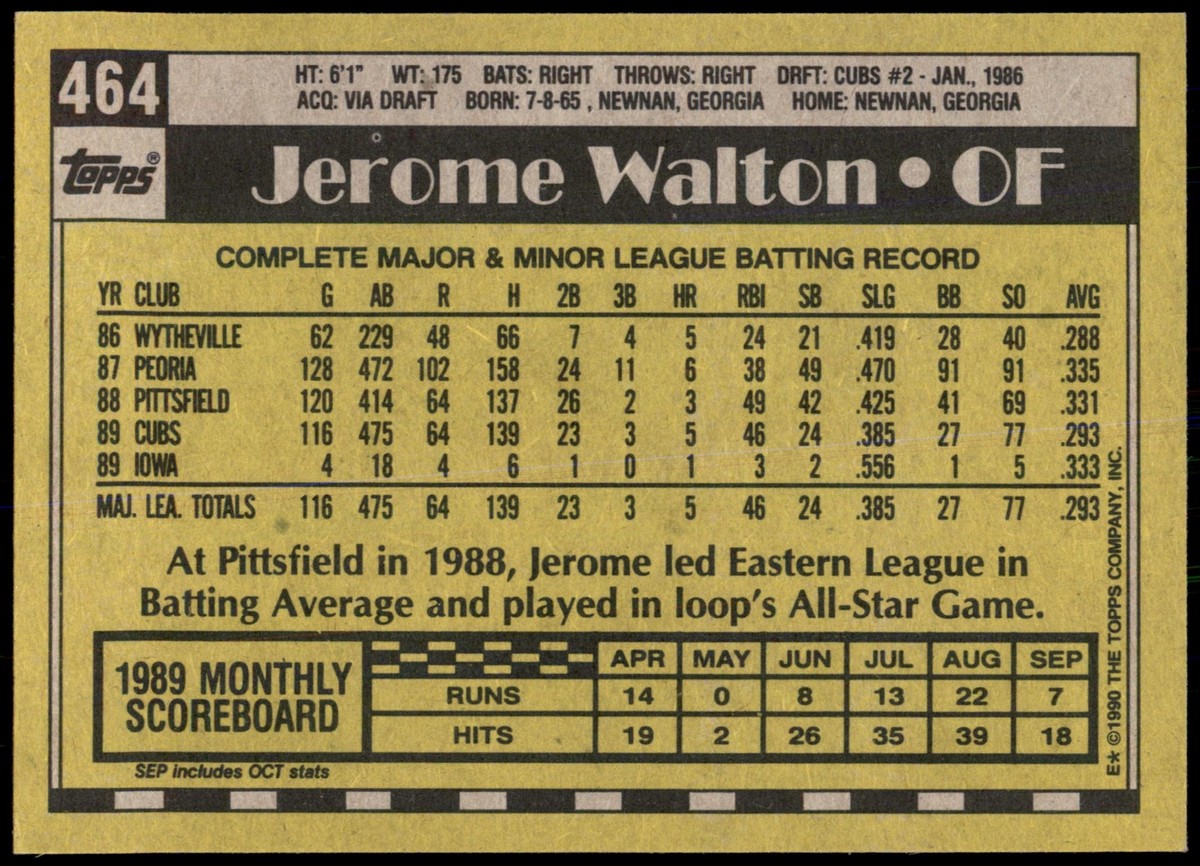 464
HT: 6'1" WT: 175 BATS: RIGHT THROWS: RIGHT DRFT: CUBS #2 - JAN., 1986
ACQ: VIA DRAFT BORN: 7-8-65 , NEWNAN, GEORGIA HOME: NEWNAN, GEORGIA
TOPPS®
Jerome Walton • OF
COMPLETE MAJOR & MINOR LEAGUE BATTING RECORD
YR CLUB G AB R H 2B 3B HR RBI SB SLG BB SO AVG
86 WYTHEVILLE 62 229 48 66 7 4 5 24 21 .419 28 40 .288
87 PEORIA 128 472 102 158 24 11 6 38 49 .470 91 91 .335
88 PITTSFIELD 120 414 64 137 26 2 3 49 42 .425 41 69 .331
89 CUBS 116 475 64 139 23 3 5 46 24 .385 27 77 .293
89 IOWA 4 18 4 6 1 0 1 3 2 .556 1 5 .333
MAJ. LEA. TOTALS 116 475 64 139 23 3 5 46 24 .385 27 77 .293
At Pittsfield in 1988, Jerome led Eastern League in
Batting Average and played in loop's All-Star Game.
1989 MONTHLY
SCOREBOARD
APR MAY JUN JUL AUG SEP
RUNS 14 0 8 13 22 7
HITS 19 2 26 35 39 18
SEP includes OCT stats
E* ©1990 THE TOPPS COMPANY, INC.